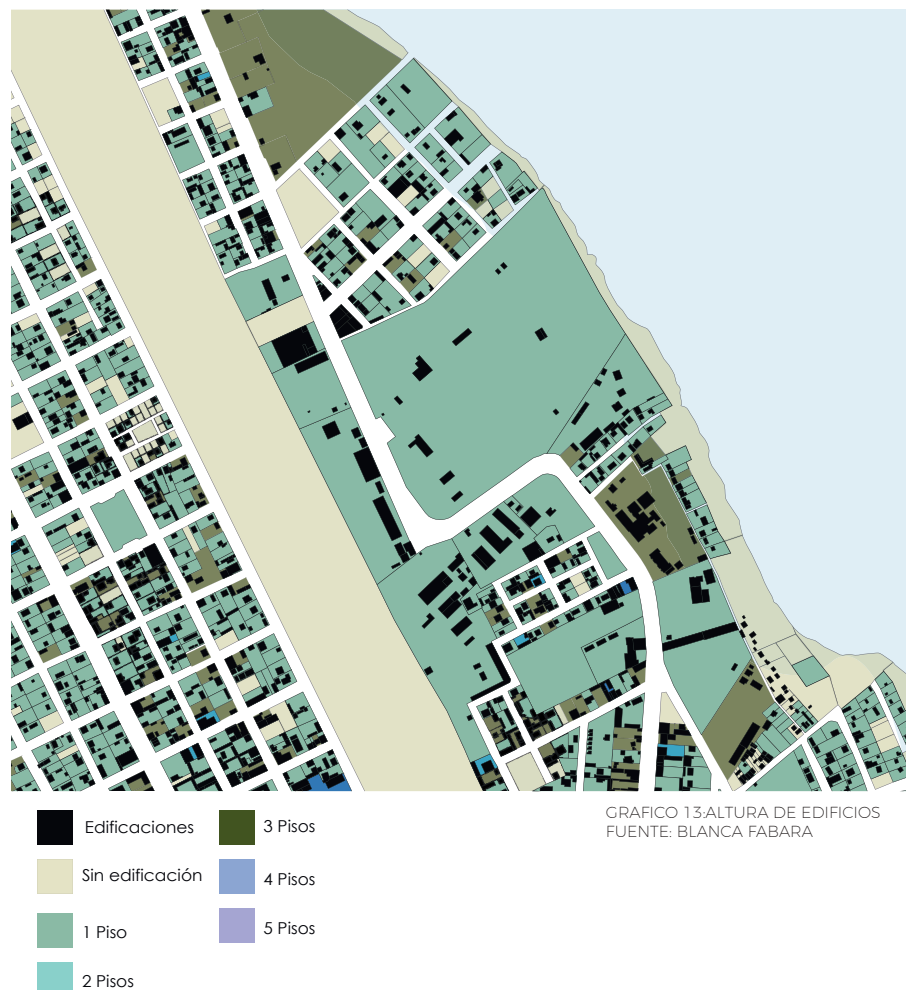 GRAFICO 13:ALTURA DE EDIFICIOS
FUENTE: BLANCA FABARA
Edificaciones
Sin edificación
1 Piso
2 Pisos
3 Pisos
4 Pisos
5 Pisos